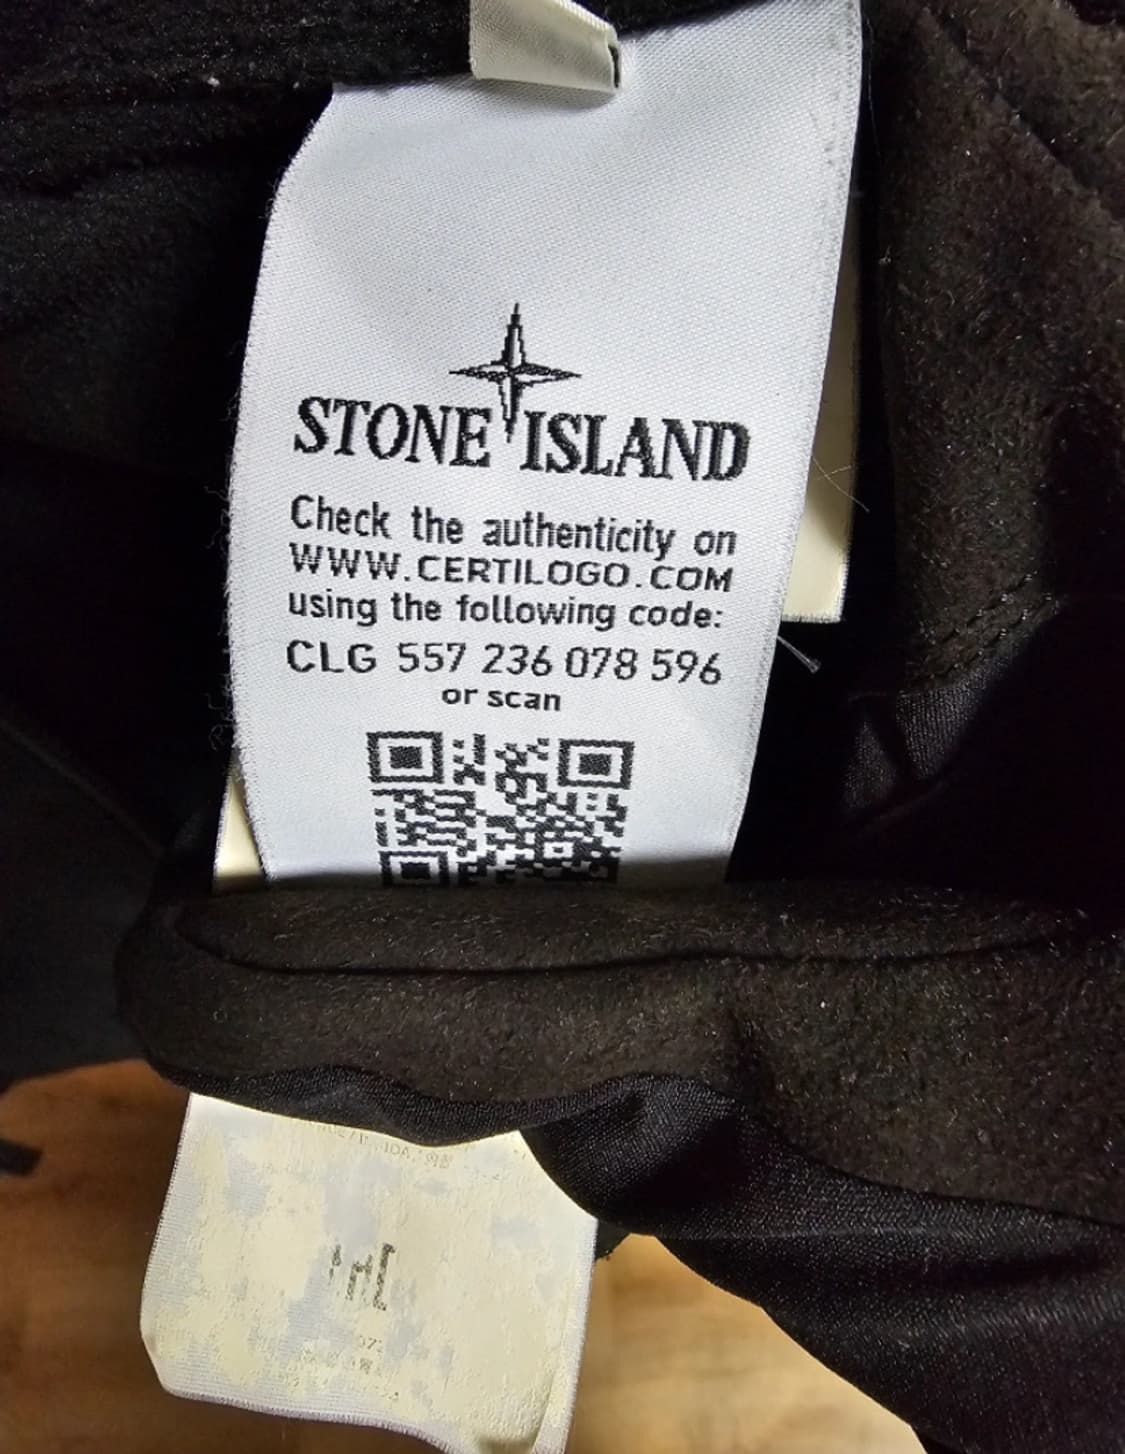 STONE ISLAND
Check the authenticity on
WWW.CERTILOGO.COM
using the following code:
CLG 557 236 078 596
or scan